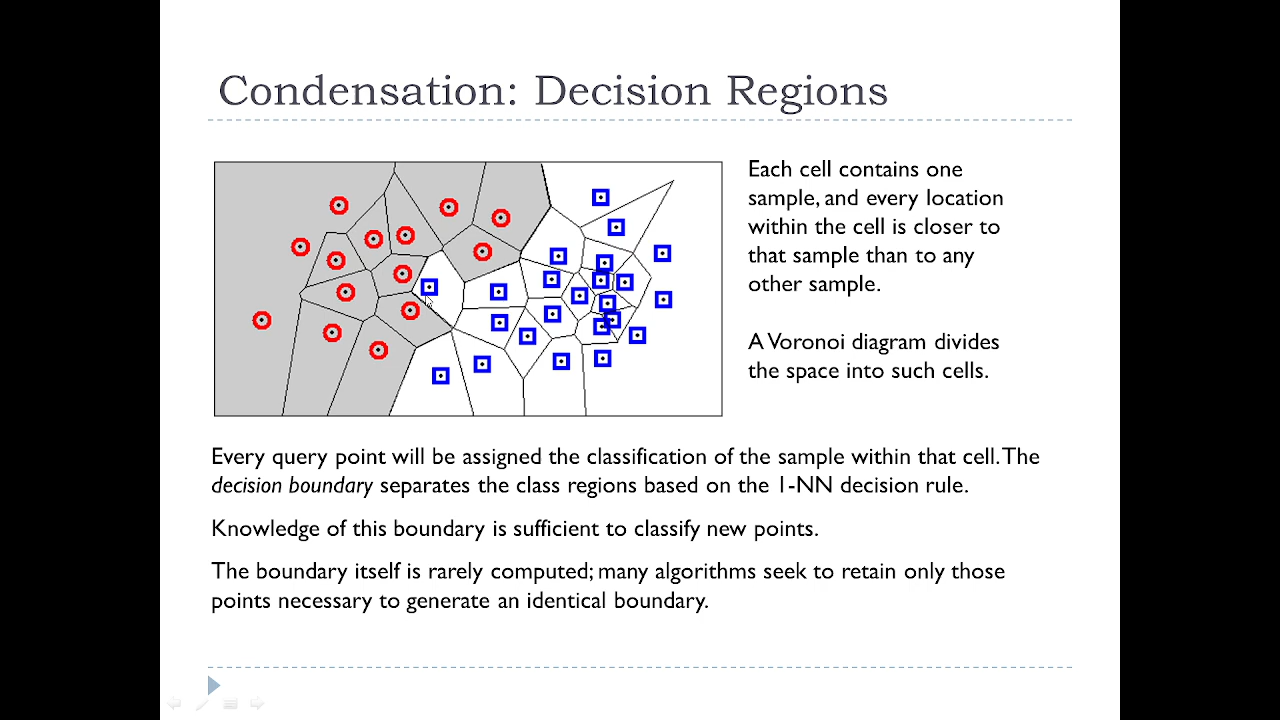 Condensation: Decision Regions
Each cell contains one
sample, and every location
within the cell is closer to
that sample than to any
other sample.
A Voronoi diagram divides
the space into such cells.
Every query point will be assigned the classification of the sample within that cell. The
decision boundary separates the class regions based on the 1-NN decision rule.
Knowledge of this boundary is sufficient to classify new points.
The boundary itself is rarely computed; many algorithms seek to retain only those
points necessary to generate an identical boundary.